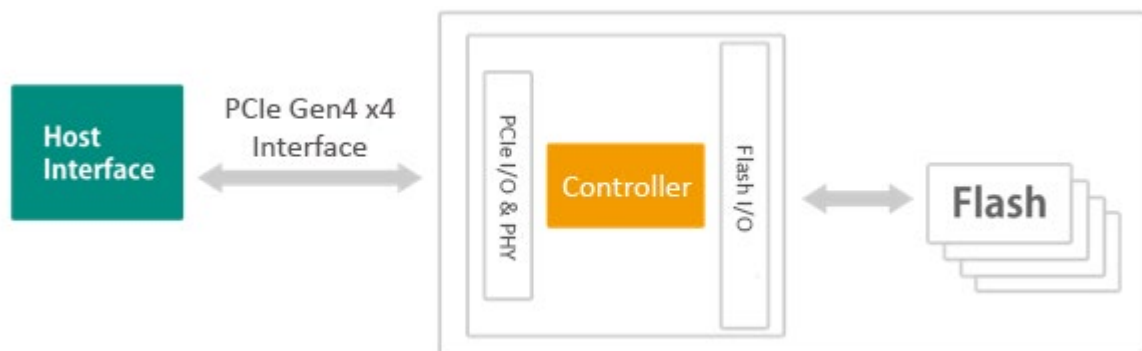 Host
Interface
PCIe Gen4 x4
Interface
PCIe I/O & PHY
Controller
Flash I/O
Flash